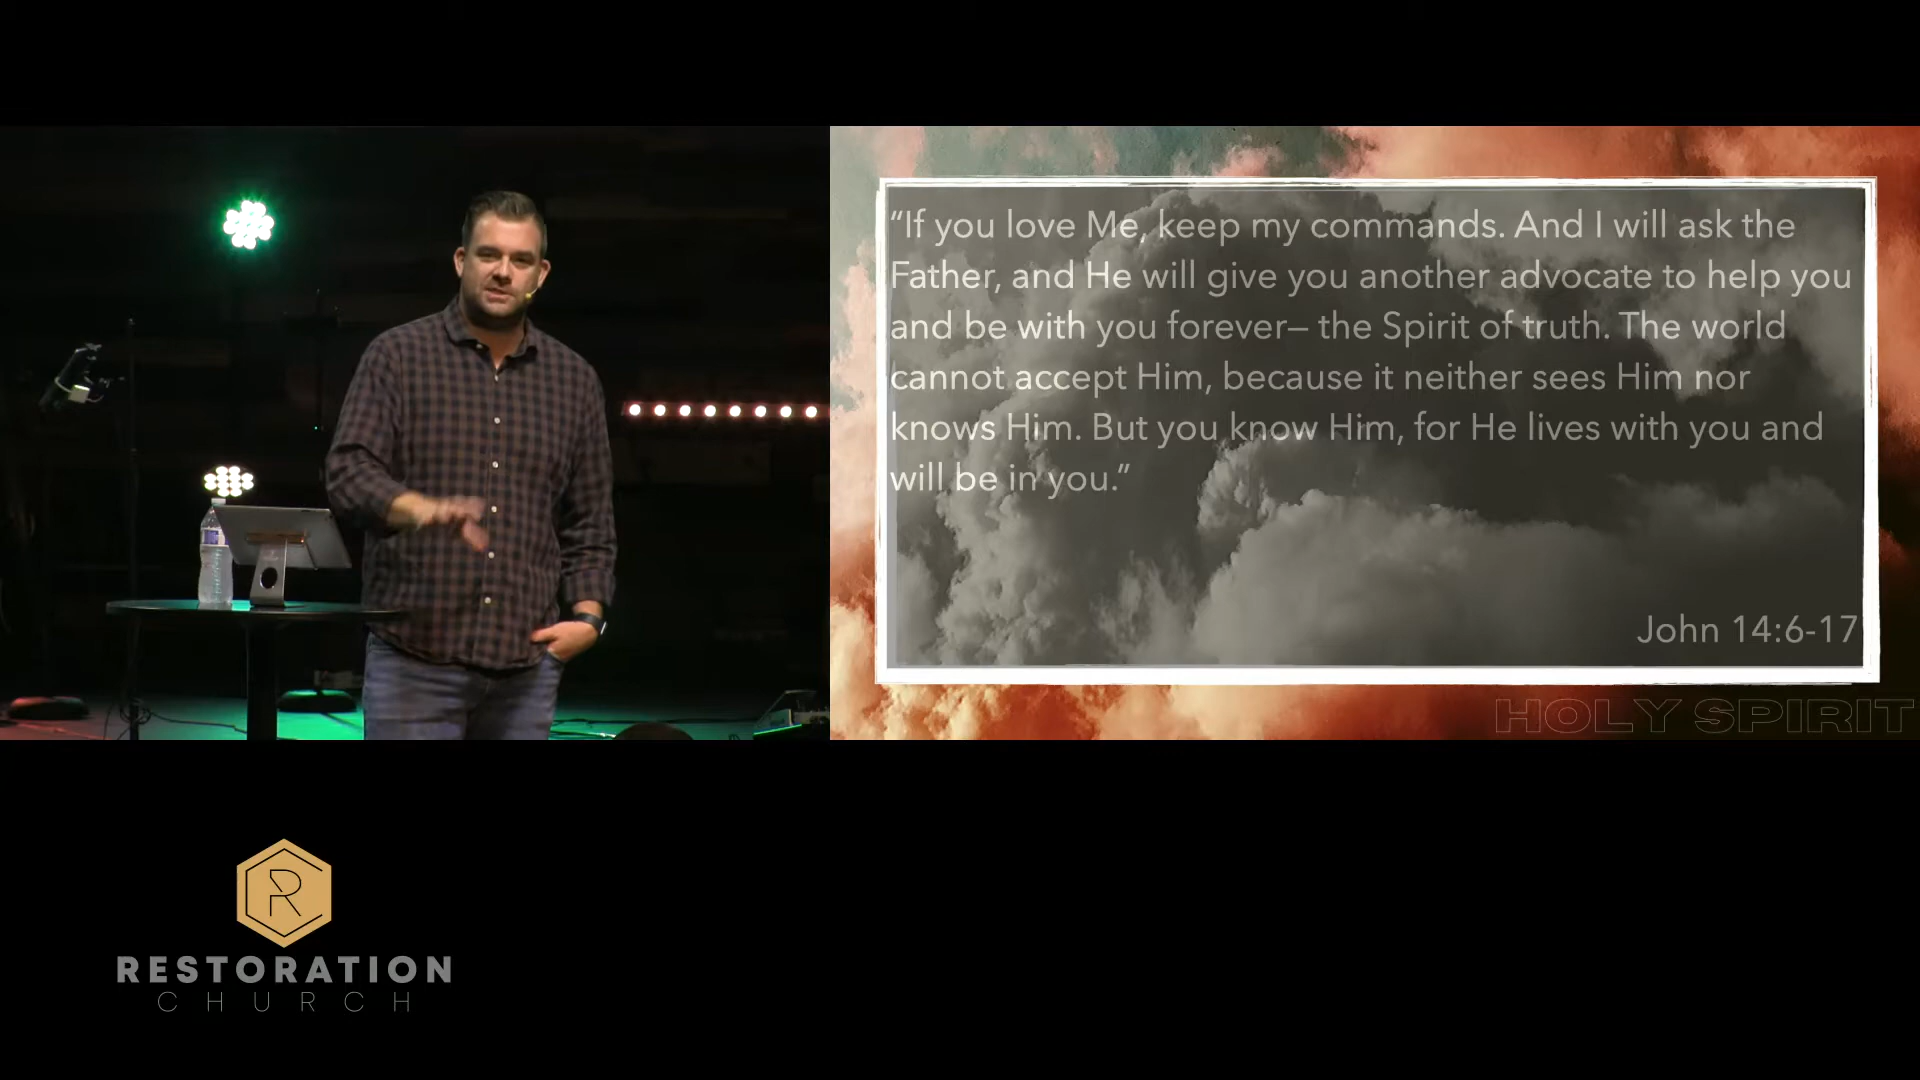 “If you love Me, keep my commands. And I will ask the
Father, and He will give you another advocate to help you
and be with you forever– the Spirit of truth. The world
cannot accept Him, because it neither sees Him nor
knows Him. But you know Him, for He lives with you and
will be in you.”
John 14:6-17
HOLY SPIRIT
R
RESTORATION
CHURCH